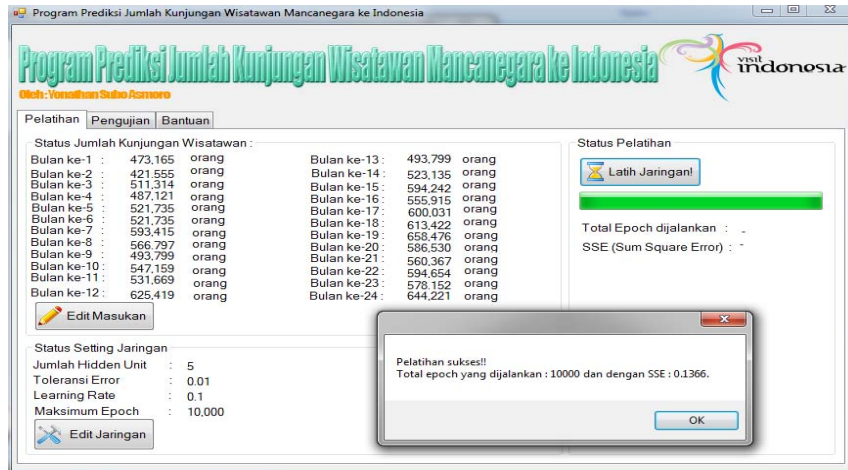 Program Prediksi Jumlah Kunjungan Wisatawan Mancanegara ke Indonesia
Program Prediksi Jumlah Kunjungan Wisatawan Mancanegara ke Indonesia
visit
indonesia
Oleh : Yonathan Subo Asmoro
Pelatihan Pengujian Bantuan
Status Jumlah Kunjungan Wisatawan :
Bulan ke-1 : 473,165 orang
Bulan ke-2 : 421.555 orang
Bulan ke-3 : 511,314 orang
Bulan ke-4 : 487,121 orang
Bulan ke-5 : 521,735 orang
Bulan ke-6 : 521,735 orang
Bulan ke-7 : 593,415 orang
Bulan ke-8 : 566.797 orang
Bulan ke-9 : 493,799 orang
Bulan ke-10 : 547,159 orang
Bulan ke-11 : 531,669 orang
Bulan ke-12 : 625,419 orang
Bulan ke-13 : 493,799 orang
Bulan ke-14 : 523,135 orang
Bulan ke-15 : 594,242 orang
Bulan ke-16 : 555,915 orang
Bulan ke-17 : 600,031 orang
Bulan ke-18 : 613,422 orang
Bulan ke-19 : 658,476 orang
Bulan ke-20 : 586,530 orang
Bulan ke-21 : 560,367 orang
Bulan ke-22 : 594,654 orang
Bulan ke-23 : 578,152 orang
Bulan ke-24 : 644,221 orang
Edit Masukan
Status Pelatihan
Latih Jaringan!
Total Epoch dijalankan : -
SSE (Sum Square Error) : -
Status Setting Jaringan
Jumlah Hidden Unit : 5
Toleransi Error : 0.01
Learning Rate : 0.1
Maksimum Epoch : 10,000
Edit Jaringan
Pelatihan sukses!!
Total epoch yang dijalankan : 10000 dan dengan SSE : 0.1366.
OK